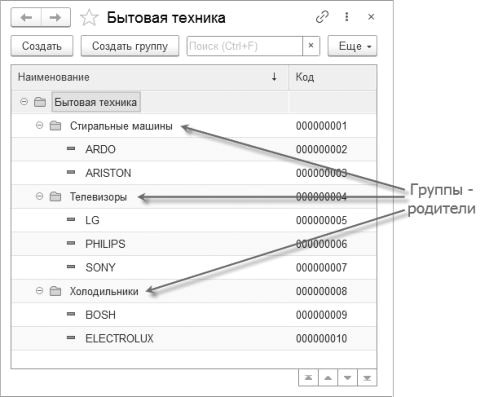 Бытовая техника
Создать Создать группу Поиск (Ctrl+F) × Еще
Наименование ↓ Код
Бытовая техника
Стиральные машины 000000001
ARDO 000000002
ARISTON 000000003
Телевизоры 000000004
LG 000000005
PHILIPS 000000006
SONY 000000007
Холодильники 000000008
BOSH 000000009
ELECTROLUX 000000010
Группы -
родители